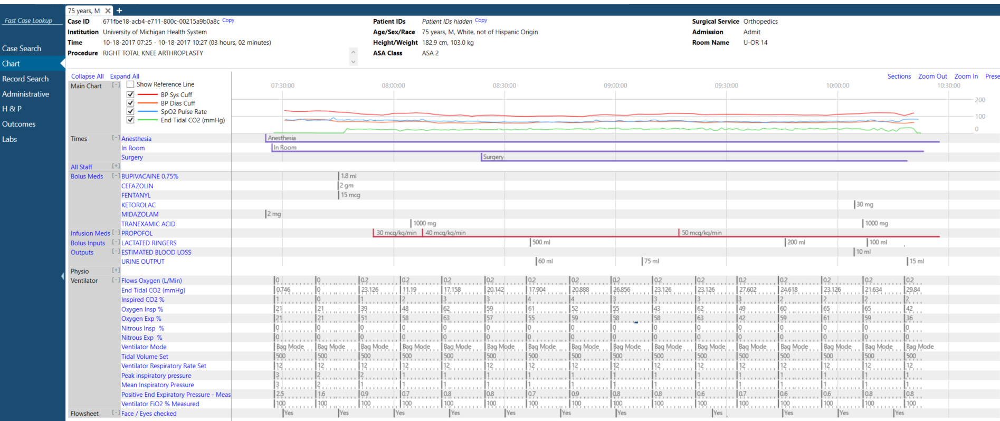 75 years, M ✕ +
Fast Case Lookup
Case ID 671fbe18-acb4-e711-800c-00215a9b0a8c Copy
Institution University of Michigan Health System
Time 10-18-2017 07:25 - 10-18-2017 10:27 (03 hours, 02 minutes)
Procedure RIGHT TOTAL KNEE ARTHROPLASTY
Patient IDs Patient IDs hidden Copy
Age/Sex/Race 75 years, M, White, not of Hispanic Origin
Height/Weight 182.9 cm, 103.0 kg
ASA Class ASA 2
Surgical Service Orthopedics
Admission Admit
Room Name U-OR 14
Case Search
Chart
Record Search
Administrative
H & P
Outcomes
Labs
Collapse All Expand All
Sections Zoom Out Zoom In Prese
Main Chart [-] Show Reference Line
BP Sys Cuff
BP Dias Cuff
SpO2 Pulse Rate
End Tidal CO2 (mmHg)
07:30:00 08:00:00 08:30:00 09:00:00 09:30:00 10:00:00 10:30:00
200
100
0
Times [-] Anesthesia Anesthesia
In Room In Room
Surgery Surgery
All Staff [+]
Bolus Meds [-] BUPIVACAINE 0.75% 1.8 ml
CEFAZOLIN 2 gm
FENTANYL 15 mcg
KETOROLAC 30 mg
MIDAZOLAM 2 mg
TRANEXAMIC ACID 1000 mg 1000 mg
Infusion Meds [-] PROPOFOL 30 mcg/kg/min 40 mcg/kg/min 50 mcg/kg/min
Bolus Inputs [-] LACTATED RINGERS 500 ml 200 ml 100 ml
Outputs [-] ESTIMATED BLOOD LOSS 10 ml
URINE OUTPUT 60 ml 75 ml 15 ml
Physio [+]
Ventilator [-] Flows Oxygen (L/Min) 0 0 0.2 0.2 0.2 0.2 0.2 0.2 0.2 0.2 0.2 0.2 0.2 0.2 0.2 0.2
End Tidal CO2 (mmHg) 0.746 0 23.126 11.19 17.158 20.142 17.904 20.888 26.856 23.126 23.126 27.602 24.618 23.126 21.634 29.84
Inspired CO2 % 1 0 1 2 3 3 4 4 3 3 3 3 2 2 2 2
Oxygen Insp % 21 21 39 48 62 59 61 52 55 43 62 49 60 65 65 42
Oxygen Exp % 21 21 51 58 63 57 55 59 58 58 63 42 59 61 59 36
Nitrous Insp % 0 0 0 0 0 0 0 0 0 0 0 0 0 0 0 0
Nitrous Exp % 0 0 0 0 0 0 0 0 0 0 0 0 0 0 0 0
Ventilator Mode Bag Mode Bag Mode Bag Mode Bag Mode Bag Mode Bag Mode Bag Mode Bag Mode Bag Mode Bag Mode Bag Mode Bag Mode Bag Mode Bag Mode Bag Mode Bag Mode
Tidal Volume Set 500 500 500 500 500 500 500 500 500 500 500 500 500 500 500 500
Ventilator Respiratory Rate Set 12 12 12 12 12 12 12 12 12 12 12 12 12 12 12 12
Peak inspiratory pressure 3 2 2 1 1 1 1 1 1 1 1 1 1 1 1 1
Mean Inspiratory Pressure 3 2 1 1 1 1 1 1 1 1 1 1 1 1 1 1
Positive End Expiratory Pressure - Meas 2.5 1.6 0.9 0.7 0.8 0.8 0.7 0.9 0.8 0.8 0.6 0.7 0.6 0.6 0.8 0.8
Ventilator FiO2 % Measured 100 100 100 100 100 100 100 100 100 100 100 100 100 100 100 100
Flowsheet [-] Face / Eyes checked Yes Yes Yes Yes Yes Yes Yes Yes Yes Yes Yes